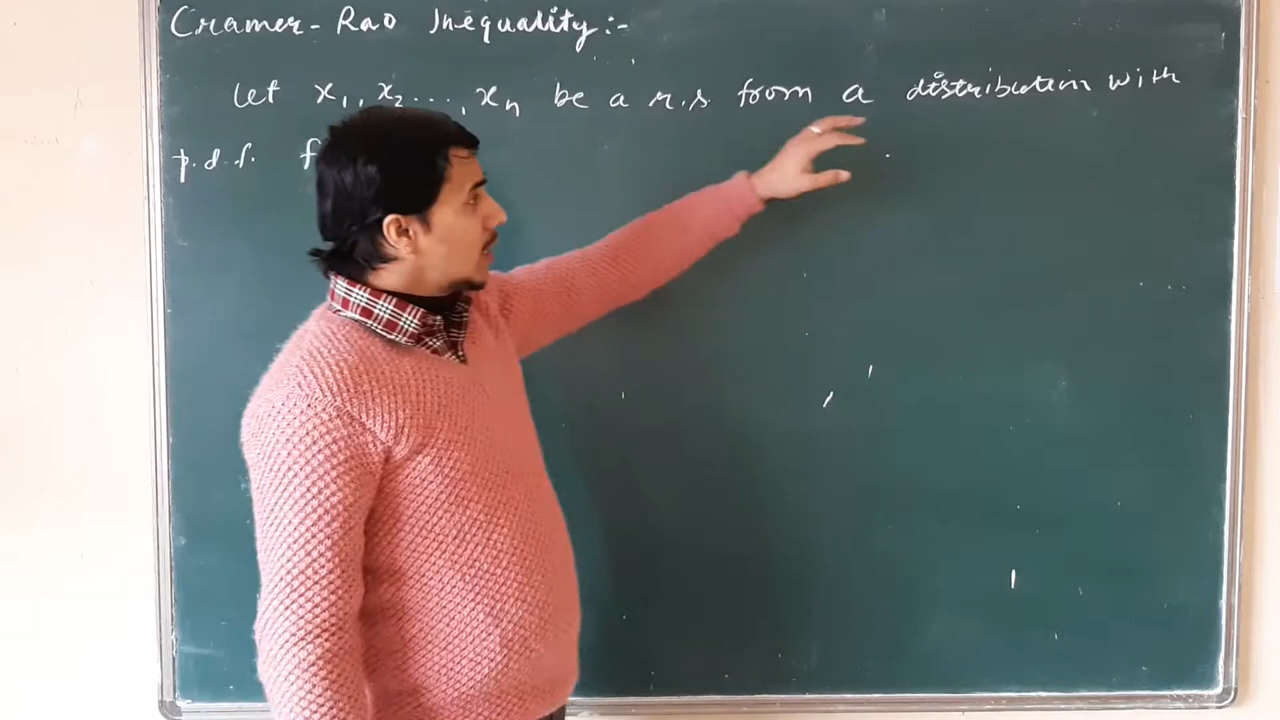 Cramer-Rao Inequality:-
Let x₁, x₂ ..., xₙ be a r.s from a distribution with
p.d.f. f